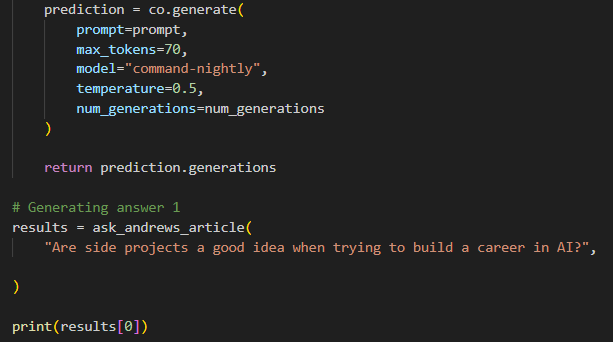 prediction = co.generate(
prompt=prompt,
max_tokens=70,
model="command-nightly",
temperature=0.5,
num_generations=num_generations
)
return prediction.generations
# Generating answer 1
results = ask_andrews_article(
"Are side projects a good idea when trying to build a career in AI?",
)
print(results[0])